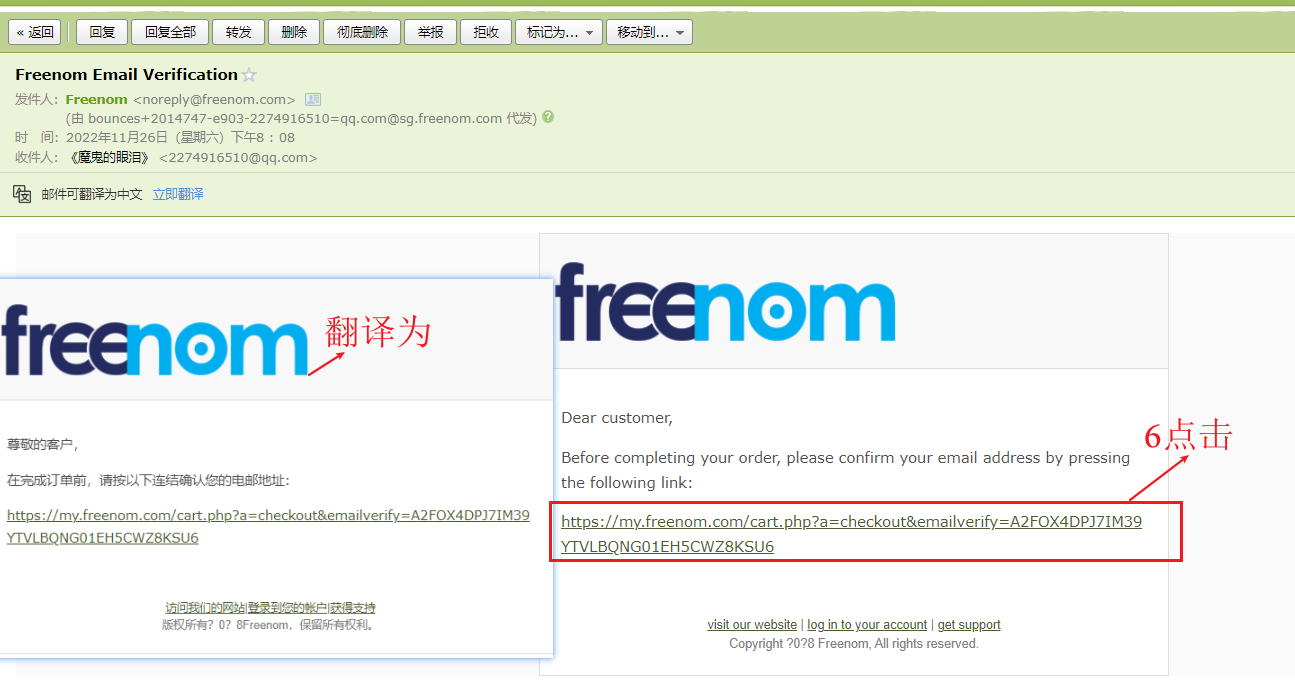 « 返回 回复 回复全部 转发 删除 彻底删除 举报 拒收 标记为... 移动到...
Freenom Email Verification
发件人： Freenom <noreply@freenom.com>
(由 bounces+2014747-e903-2274916510=qq.com@sg.freenom.com 代发)
时 间： 2022年11月26日（星期六）下午8：08
收件人： 《魔鬼的眼泪》 <2274916510@qq.com>
邮件可翻译为中文 立即翻译
freenom
翻译为
尊敬的客户，
在完成订单前，请按以下连结确认您的电邮地址：
https://my.freenom.com/cart.php?a=checkout&emailverify=A2FOX4DPJ7IM39
YTVLBQNG01EH5CWZ8KSU6
访问我们的网站|登录到您的帐户|获得支持
版权所有？0？8Freenom，保留所有权利。
freenom
Dear customer,
Before completing your order, please confirm your email address by pressing
the following link:
6点击
https://my.freenom.com/cart.php?a=checkout&emailverify=A2FOX4DPJ7IM39
YTVLBQNG01EH5CWZ8KSU6
visit our website | log in to your account | get support
Copyright ?0?8 Freenom, All rights reserved.